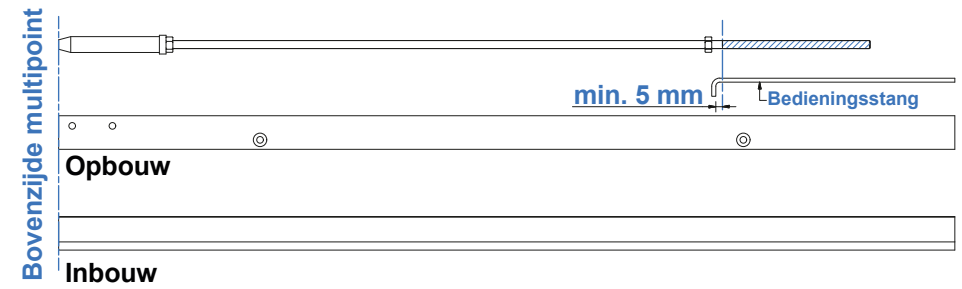 Bovenzijde multipoint
min. 5 mm
Bedieningsstang
Opbouw
Inbouw